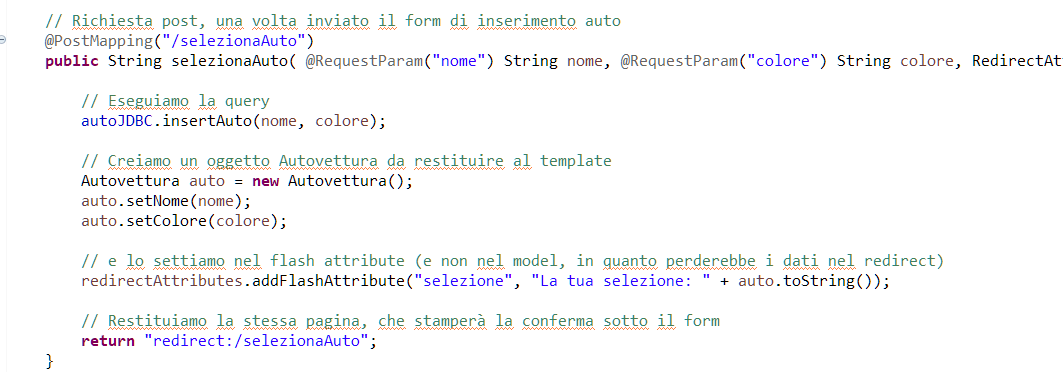 // Richiesta post, una volta inviato il form di inserimento auto
@PostMapping("/selezionaAuto")
public String selezionaAuto( @RequestParam("nome") String nome, @RequestParam("colore") String colore, RedirectAt
// Eseguiamo la query
autoJDBC.insertAuto(nome, colore);
// Creiamo un oggetto Autovettura da restituire al template
Autovettura auto = new Autovettura();
auto.setNome(nome);
auto.setColore(colore);
// e lo settiamo nel flash attribute (e non nel model, in quanto perderebbe i dati nel redirect)
redirectAttributes.addFlashAttribute("selezione", "La tua selezione: " + auto.toString());
// Restituiamo la stessa pagina, che stamperà la conferma sotto il form
return "redirect:/selezionaAuto";
}